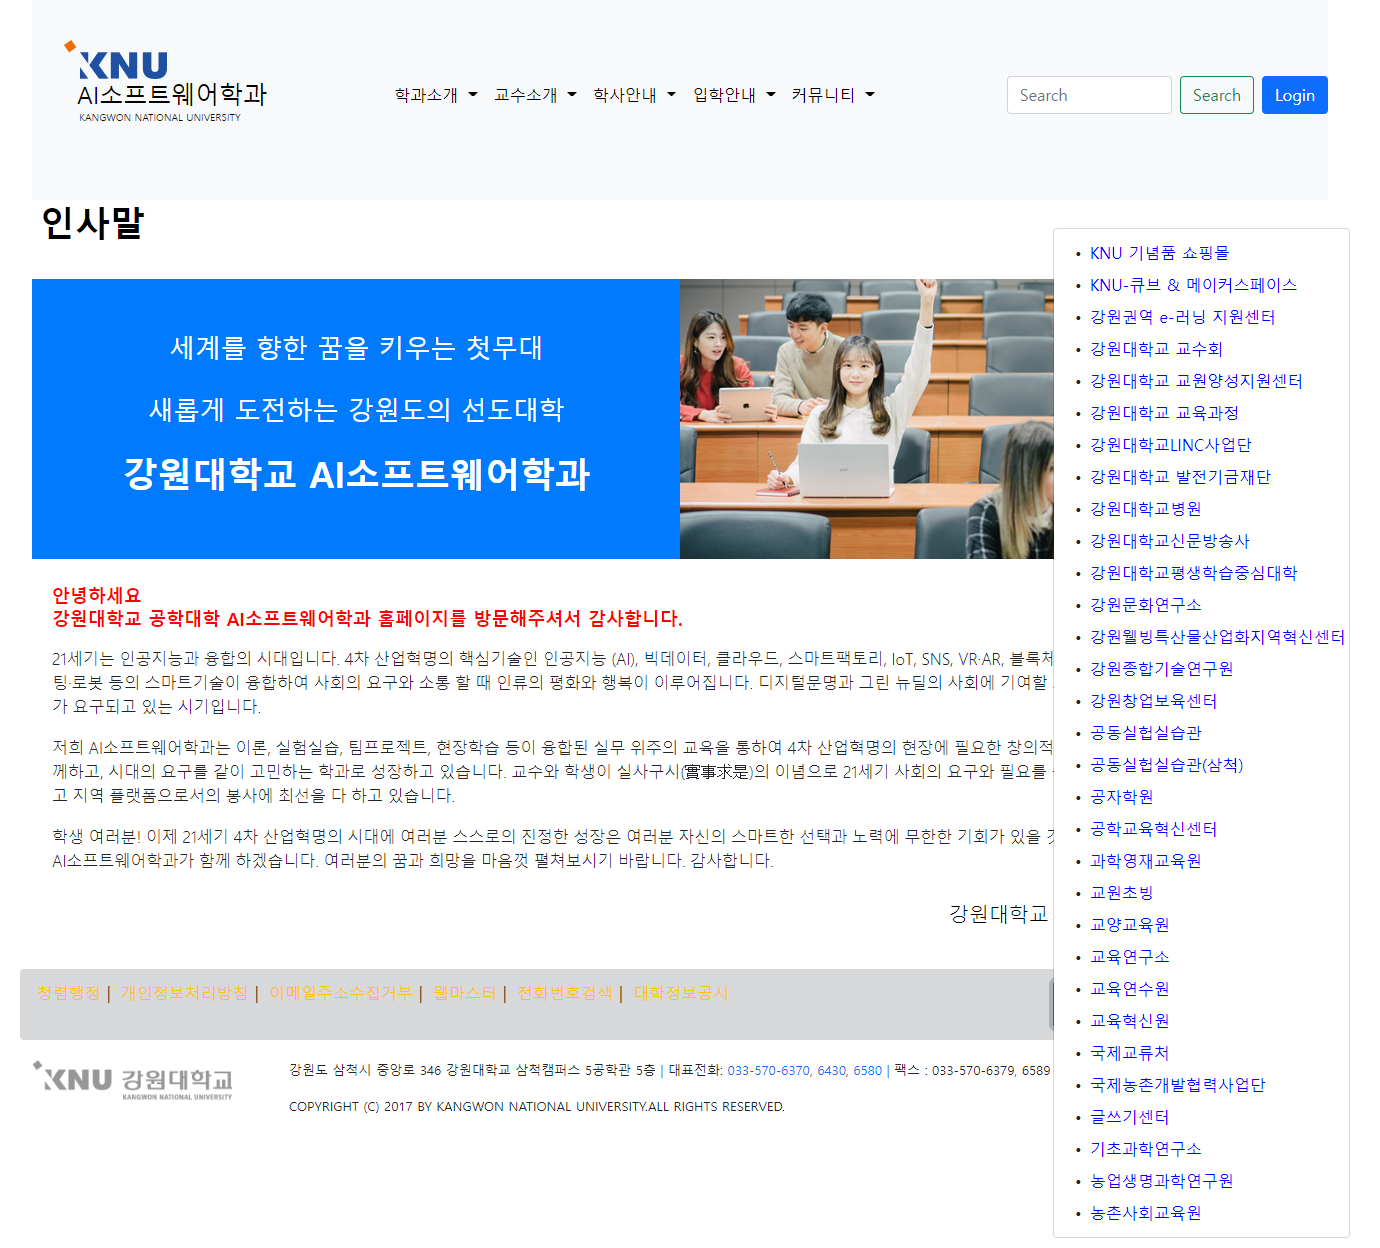 KNU
AI소프트웨어학과
KANGWON NATIONAL UNIVERSITY
학과소개
교수소개
학사안내
입학안내
커뮤니티
Search
Search
Login
인사말
세계를 향한 꿈을 키우는 첫무대
새롭게 도전하는 강원도의 선도대학
강원대학교 AI소프트웨어학과
안녕하세요
강원대학교 공학대학 AI소프트웨어학과 홈페이지를 방문해주셔서 감사합니다.
21세기는 인공지능과 융합의 시대입니다. 4차 산업혁명의 핵심기술인 인공지능 (AI), 빅데이터, 클라우드, 스마트팩토리, IoT, SNS, VR·AR, 블록체
팅·로봇 등의 스마트기술이 융합하여 사회의 요구와 소통 할 때 인류의 평화와 행복이 이루어집니다. 디지털문명과 그린 뉴딜의 사회에 기여할
가 요구되고 있는 시기입니다.
저희 AI소프트웨어학과는 이론, 실험실습, 팀프로젝트, 현장학습 등이 융합된 실무 위주의 교육을 통하여 4차 산업혁명의 현장에 필요한 창의적
께하고, 시대의 요구를 같이 고민하는 학과로 성장하고 있습니다. 교수와 학생이 실사구시(實事求是)의 이념으로 21세기 사회의 요구와 필요를
고 지역 플랫폼으로서의 봉사에 최선을 다 하고 있습니다.
학생 여러분! 이제 21세기 4차 산업혁명의 시대에 여러분 스스로의 진정한 성장은 여러분 자신의 스마트한 선택과 노력에 무한한 기회가 있을
AI소프트웨어학과가 함께 하겠습니다. 여러분의 꿈과 희망을 마음껏 펼쳐보시기 바랍니다. 감사합니다.
강원대학교
• KNU 기념품 쇼핑몰
• KNU-큐브 & 메이커스페이스
• 강원권역 e-러닝 지원센터
• 강원대학교 교수회
• 강원대학교 교원양성지원센터
• 강원대학교 교육과정
• 강원대학교LINC사업단
• 강원대학교 발전기금재단
• 강원대학교병원
• 강원대학교신문방송사
• 강원대학교평생학습중심대학
• 강원문화연구소
• 강원웰빙특산물산업화지역혁신센터
• 강원종합기술연구원
• 강원창업보육센터
• 공동실험실습관
• 공동실험실습관(삼척)
• 공자학원
• 공학교육혁신센터
• 과학영재교육원
• 교원초빙
• 교양교육원
• 교육연구소
• 교육연수원
• 교육혁신원
• 국제교류처
• 국제농촌개발협력사업단
• 글쓰기센터
• 기초과학연구소
• 농업생명과학연구원
• 농촌사회교육원
청렴행정 | 개인정보처리방침 | 이메일주소수집거부 | 웹마스터 | 전화번호검색 | 대학정보공시
KNU 강원대학교
KANGWON NATIONAL UNIVERSITY
강원도 삼척시 중앙로 346 강원대학교 삼척캠퍼스 5공학관 5층 | 대표전화: 033-570-6370, 6430, 6580 | 팩스 : 033-570-6379, 6589
COPYRIGHT (C) 2017 BY KANGWON NATIONAL UNIVERSITY.ALL RIGHTS RESERVED.